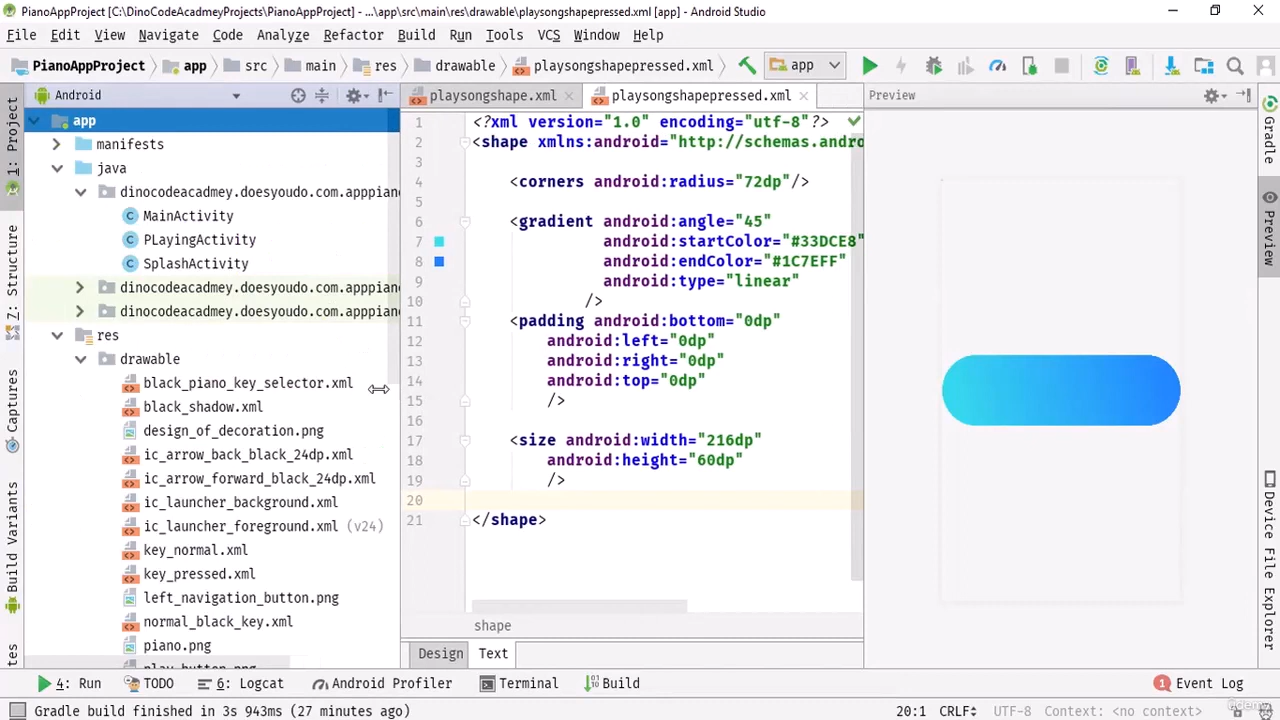 PianoAppProject [C:\DinoCodeAcadmeyProjects\PianoAppProject] - ...\app\src\main\res\drawable\playsongshapepressed.xml [app] - Android Studio
File Edit View Navigate Code Analyze Refactor Build Run Tools VCS Window Help
PianoAppProject app src main res drawable playsongshapepressed.xml app
Android playsongshape.xml playsongshapepressed.xml Preview
1: Project
Z: Structure
Captures
Build Variants
app
manifests
java
dinocodeacadmey.doesyoudo.com.apppiano
MainActivity
PLayingActivity
SplashActivity
dinocodeacadmey.doesyoudo.com.apppiano
dinocodeacadmey.doesyoudo.com.apppiano
res
drawable
black_piano_key_selector.xml
black_shadow.xml
design_of_decoration.png
ic_arrow_back_black_24dp.xml
ic_arrow_forward_black_24dp.xml
ic_launcher_background.xml
ic_launcher_foreground.xml (v24)
key_normal.xml
key_pressed.xml
left_navigation_button.png
normal_black_key.xml
piano.png
play_button.png
1 <?xml version="1.0" encoding="utf-8"?>
2 <shape xmlns:android="http://schemas.andro
3
4 <corners android:radius="72dp"/>
5
6 <gradient android:angle="45"
7 android:startColor="#33DCE8"
8 android:endColor="#1C7EFF"
9 android:type="linear"
10 />
11 <padding android:bottom="0dp"
12 android:left="0dp"
13 android:right="0dp"
14 android:top="0dp"
15 />
16
17 <size android:width="216dp"
18 android:height="60dp"
19 />
20
21 </shape>
shape
Design Text
Gradle
Preview
Device File Explorer
4: Run TODO 6: Logcat Android Profiler Terminal Build 1 Event Log
Gradle build finished in 3s 943ms (27 minutes ago) 20:1 CRLF UTF-8 Context: <no context>